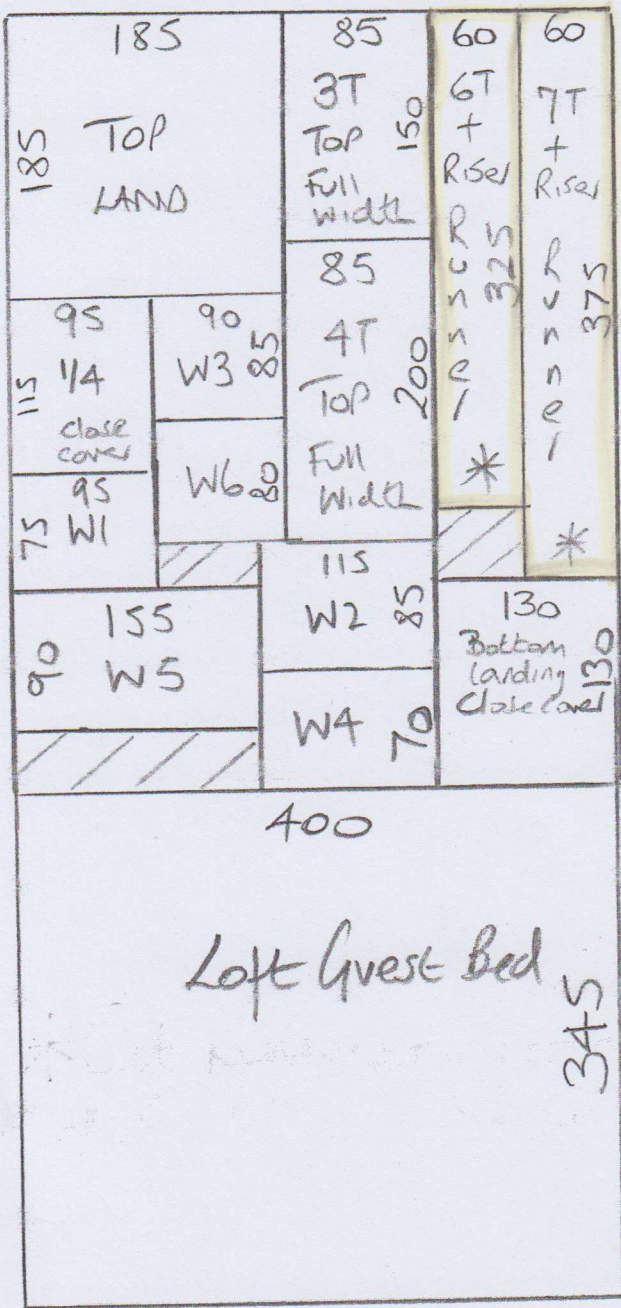 185
185
TOP
LAND
85
3T
Top
Full
width
150
60
6T
+
Riser
Runner
325
*
60
7T
+
Riser
Runner
375
*
95
1/4
close
cover
115
90
W3
85
85
4T
Top
Full
Width
200
W6
80
95
W1
75
155
W5
90
115
W2
85
W4
70
130
Bottom
landing
Close cover
130
400
Loft Guest Bed
345